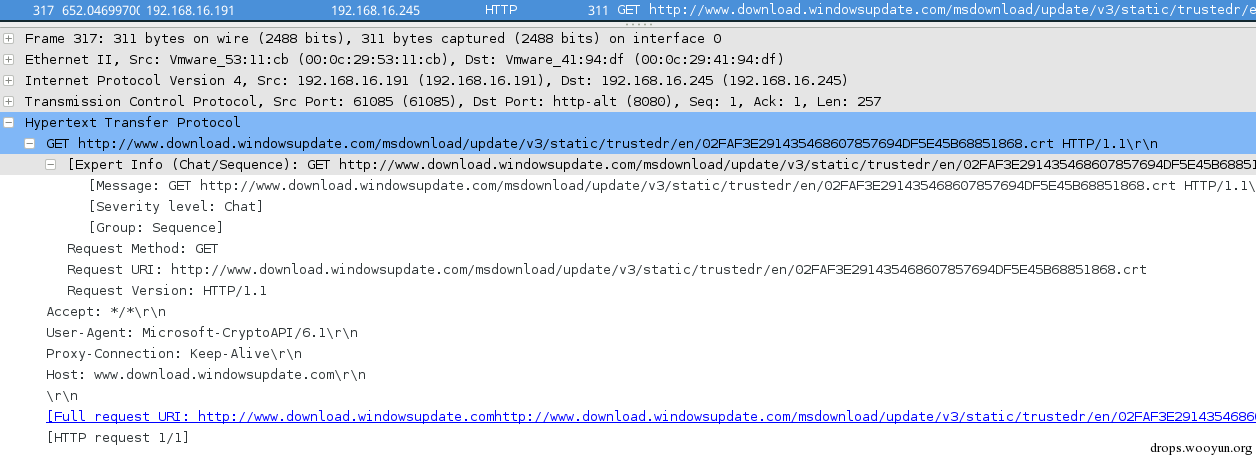 317 652.04699700 192.168.16.191 192.168.16.245 HTTP 311 GET http://www.download.windowsupdate.com/msdownload/update/v3/static/trustedr/e
Frame 317: 311 bytes on wire (2488 bits), 311 bytes captured (2488 bits) on interface 0
Ethernet II, Src: Vmware_53:11:cb (00:0c:29:53:11:cb), Dst: Vmware_41:94:df (00:0c:29:41:94:df)
Internet Protocol Version 4, Src: 192.168.16.191 (192.168.16.191), Dst: 192.168.16.245 (192.168.16.245)
Transmission Control Protocol, Src Port: 61085 (61085), Dst Port: http-alt (8080), Seq: 1, Ack: 1, Len: 257
Hypertext Transfer Protocol
GET http://www.download.windowsupdate.com/msdownload/update/v3/static/trustedr/en/02FAF3E291435468607857694DF5E45B68851868.crt HTTP/1.1\r\n
[Expert Info (Chat/Sequence): GET http://www.download.windowsupdate.com/msdownload/update/v3/static/trustedr/en/02FAF3E291435468607857694DF5E45B68851
[Message: GET http://www.download.windowsupdate.com/msdownload/update/v3/static/trustedr/en/02FAF3E291435468607857694DF5E45B68851868.crt HTTP/1.1\
[Severity level: Chat]
[Group: Sequence]
Request Method: GET
Request URI: http://www.download.windowsupdate.com/msdownload/update/v3/static/trustedr/en/02FAF3E291435468607857694DF5E45B68851868.crt
Request Version: HTTP/1.1
Accept: */*\r\n
User-Agent: Microsoft-CryptoAPI/6.1\r\n
Proxy-Connection: Keep-Alive\r\n
Host: www.download.windowsupdate.com\r\n
\r\n
[Full request URI: http://www.download.windowsupdate.comhttp://www.download.windowsupdate.com/msdownload/update/v3/static/trustedr/en/02FAF3E2914354686
[HTTP request 1/1]
drops.wooyun.org